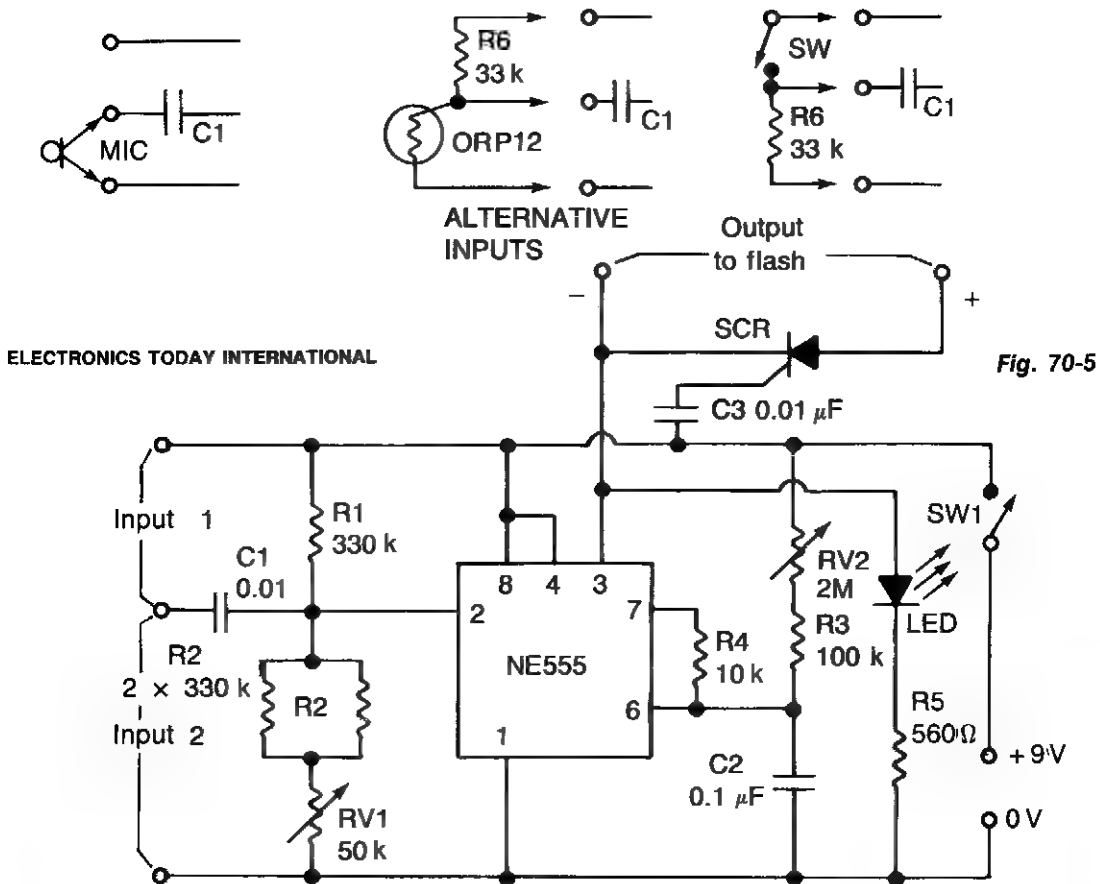 MIC
C1
R6
33 k
ORP12
C1
SW
R6
33 k
C1
ALTERNATIVE
INPUTS
Output
to flash
−
+
SCR
ELECTRONICS TODAY INTERNATIONAL
Fig. 70-5
C3 0.01 μF
Input 1
R1
330 k
C1
0.01
8
4
3
2
7
6
1
NE555
R4
10 k
RV2
2M
R3
100 k
LED
SW1
R2
2 × 330 k
R2
Input 2
RV1
50 k
C2
0.1 μF
R5
560Ω
+9V
0 V